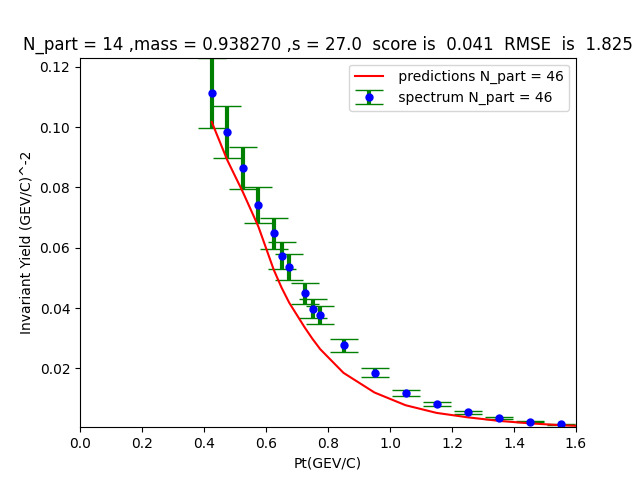 N_part = 14 ,mass = 0.938270 ,s = 27.0 score is 0.041 RMSE is 1.825
predictions N_part = 46
spectrum N_part = 46
Invariant Yield (GEV/C)^-2
0.12
0.10
0.08
0.06
0.04
0.02
0.0 0.2 0.4 0.6 0.8 1.0 1.2 1.4 1.6
Pt(GEV/C)